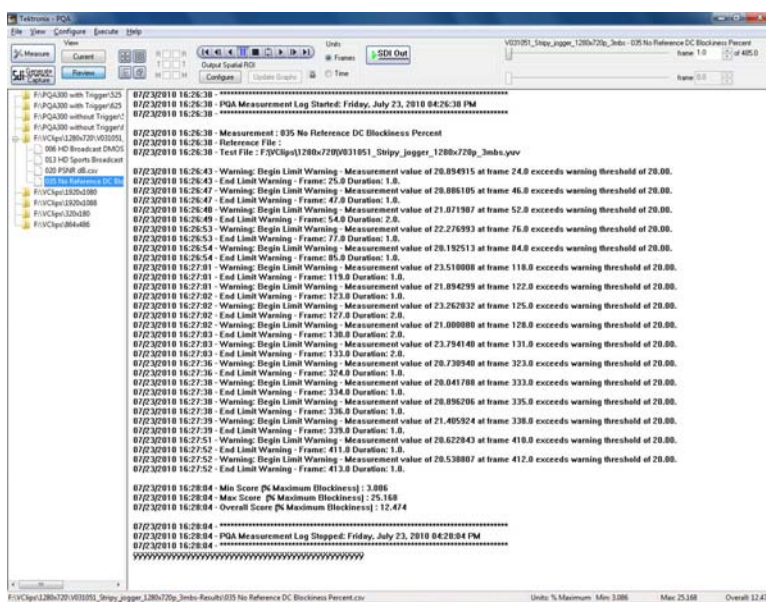 Tektronix - PQA
File View Configure Execute Help
View
Units
V031051_Stripy_jogger_1280x720p_3mbs - 035 No Reference DC Blockiness Percent
Measure
Current
Frames
SDI Out
frame 1.0 of 485.0
Output Spatial ROI
Review
Configure
Update Graphs
Time
frame 0.0
F:\PQA300 with Trigger\525
F:\PQA300 with Trigger\625
F:\PQA300 without Trigger\5
F:\PQA300 without Trigger\6
F:\VClips\1280x720\V031051_
006 HD Broadcast DMOS
013 HD Sports Broadcast
020 PSNR dB.csv
035 No Reference DC Blo
F:\VClips\1920x1080
F:\VClips\1920x1088
F:\VClips\320x180
F:\VClips\864x486
07/23/2010 16:26:38 - PQA Measurement Log Started: Friday, July 23, 2010 04:26:38 PM
07/23/2010 16:26:38 - Measurement : 035 No Reference DC Blockiness Percent
07/23/2010 16:26:38 - Reference File :
07/23/2010 16:26:38 - Test File : F:\VClips\1280x720\V031051_Stripy_jogger_1280x720p_3mbs.yuv
07/23/2010 16:26:43 - Warning: Begin Limit Warning - Measurement value of 20.894915 at frame 24.0 exceeds warning threshold of 20.00.
07/23/2010 16:26:43 - End Limit Warning - Frame: 25.0 Duration: 1.0.
07/23/2010 16:26:47 - Warning: Begin Limit Warning - Measurement value of 20.886105 at frame 46.0 exceeds warning threshold of 20.00.
07/23/2010 16:26:47 - End Limit Warning - Frame: 47.0 Duration: 1.0.
07/23/2010 16:26:48 - Warning: Begin Limit Warning - Measurement value of 21.071987 at frame 52.0 exceeds warning threshold of 20.00.
07/23/2010 16:26:49 - End Limit Warning - Frame: 54.0 Duration: 2.0.
07/23/2010 16:26:53 - Warning: Begin Limit Warning - Measurement value of 22.276993 at frame 76.0 exceeds warning threshold of 20.00.
07/23/2010 16:26:53 - End Limit Warning - Frame: 77.0 Duration: 1.0.
07/23/2010 16:26:54 - Warning: Begin Limit Warning - Measurement value of 20.192513 at frame 84.0 exceeds warning threshold of 20.00.
07/23/2010 16:26:54 - End Limit Warning - Frame: 85.0 Duration: 1.0.
07/23/2010 16:27:01 - Warning: Begin Limit Warning - Measurement value of 23.510008 at frame 118.0 exceeds warning threshold of 20.00.
07/23/2010 16:27:01 - End Limit Warning - Frame: 119.0 Duration: 1.0.
07/23/2010 16:27:01 - Warning: Begin Limit Warning - Measurement value of 21.894299 at frame 122.0 exceeds warning threshold of 20.00.
07/23/2010 16:27:02 - End Limit Warning - Frame: 123.0 Duration: 1.0.
07/23/2010 16:27:02 - Warning: Begin Limit Warning - Measurement value of 23.262032 at frame 125.0 exceeds warning threshold of 20.00.
07/23/2010 16:27:02 - End Limit Warning - Frame: 127.0 Duration: 2.0.
07/23/2010 16:27:02 - Warning: Begin Limit Warning - Measurement value of 21.000080 at frame 128.0 exceeds warning threshold of 20.00.
07/23/2010 16:27:03 - End Limit Warning - Frame: 130.0 Duration: 2.0.
07/23/2010 16:27:03 - Warning: Begin Limit Warning - Measurement value of 23.794140 at frame 131.0 exceeds warning threshold of 20.00.
07/23/2010 16:27:03 - End Limit Warning - Frame: 133.0 Duration: 2.0.
07/23/2010 16:27:36 - Warning: Begin Limit Warning - Measurement value of 20.730940 at frame 323.0 exceeds warning threshold of 20.00.
07/23/2010 16:27:36 - End Limit Warning - Frame: 324.0 Duration: 1.0.
07/23/2010 16:27:38 - Warning: Begin Limit Warning - Measurement value of 20.041760 at frame 333.0 exceeds warning threshold of 20.00.
07/23/2010 16:27:38 - End Limit Warning - Frame: 334.0 Duration: 1.0.
07/23/2010 16:27:38 - Warning: Begin Limit Warning - Measurement value of 20.896206 at frame 335.0 exceeds warning threshold of 20.00.
07/23/2010 16:27:38 - End Limit Warning - Frame: 336.0 Duration: 1.0.
07/23/2010 16:27:39 - Warning: Begin Limit Warning - Measurement value of 21.405924 at frame 338.0 exceeds warning threshold of 20.00.
07/23/2010 16:27:39 - End Limit Warning - Frame: 339.0 Duration: 1.0.
07/23/2010 16:27:51 - Warning: Begin Limit Warning - Measurement value of 20.622843 at frame 410.0 exceeds warning threshold of 20.00.
07/23/2010 16:27:52 - End Limit Warning - Frame: 411.0 Duration: 1.0.
07/23/2010 16:27:52 - Warning: Begin Limit Warning - Measurement value of 20.538807 at frame 412.0 exceeds warning threshold of 20.00.
07/23/2010 16:27:52 - End Limit Warning - Frame: 413.0 Duration: 1.0.
07/23/2010 16:28:04 - Min Score (% Maximum Blockiness) : 3.086
07/23/2010 16:28:04 - Max Score (% Maximum Blockiness) : 25.168
07/23/2010 16:28:04 - Overall Score (% Maximum Blockiness) : 12.474
07/23/2010 16:28:04 - PQA Measurement Log Stopped: Friday, July 23, 2010 04:28:04 PM
F:\VClips\1280x720\V031051_Stripy_jogger_1280x720p_3mbs-Results\035 No Reference DC Blockiness Percent.csv
Units: % Maximum Min: 3.086 Max: 25.168 Overall: 12.47